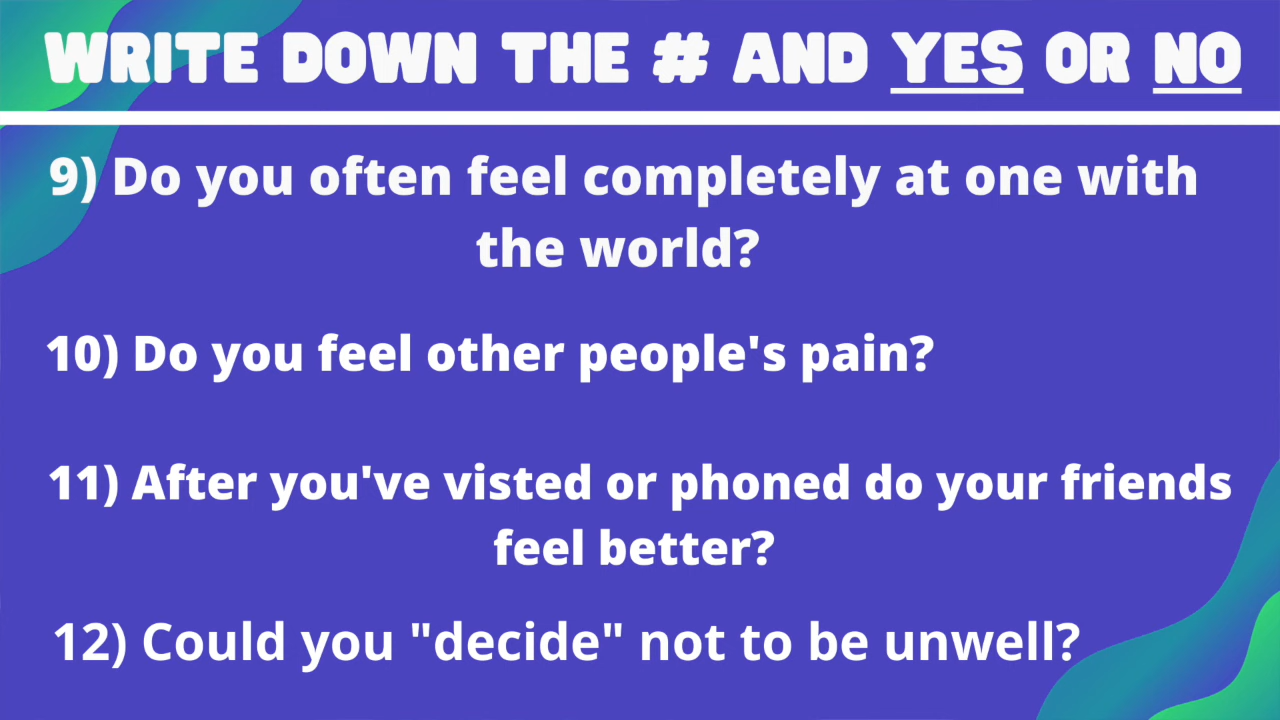 WRITE DOWN THE # AND YES OR NO
9) Do you often feel completely at one with
the world?
10) Do you feel other people's pain?
11) After you've visted or phoned do your friends
feel better?
12) Could you "decide" not to be unwell?